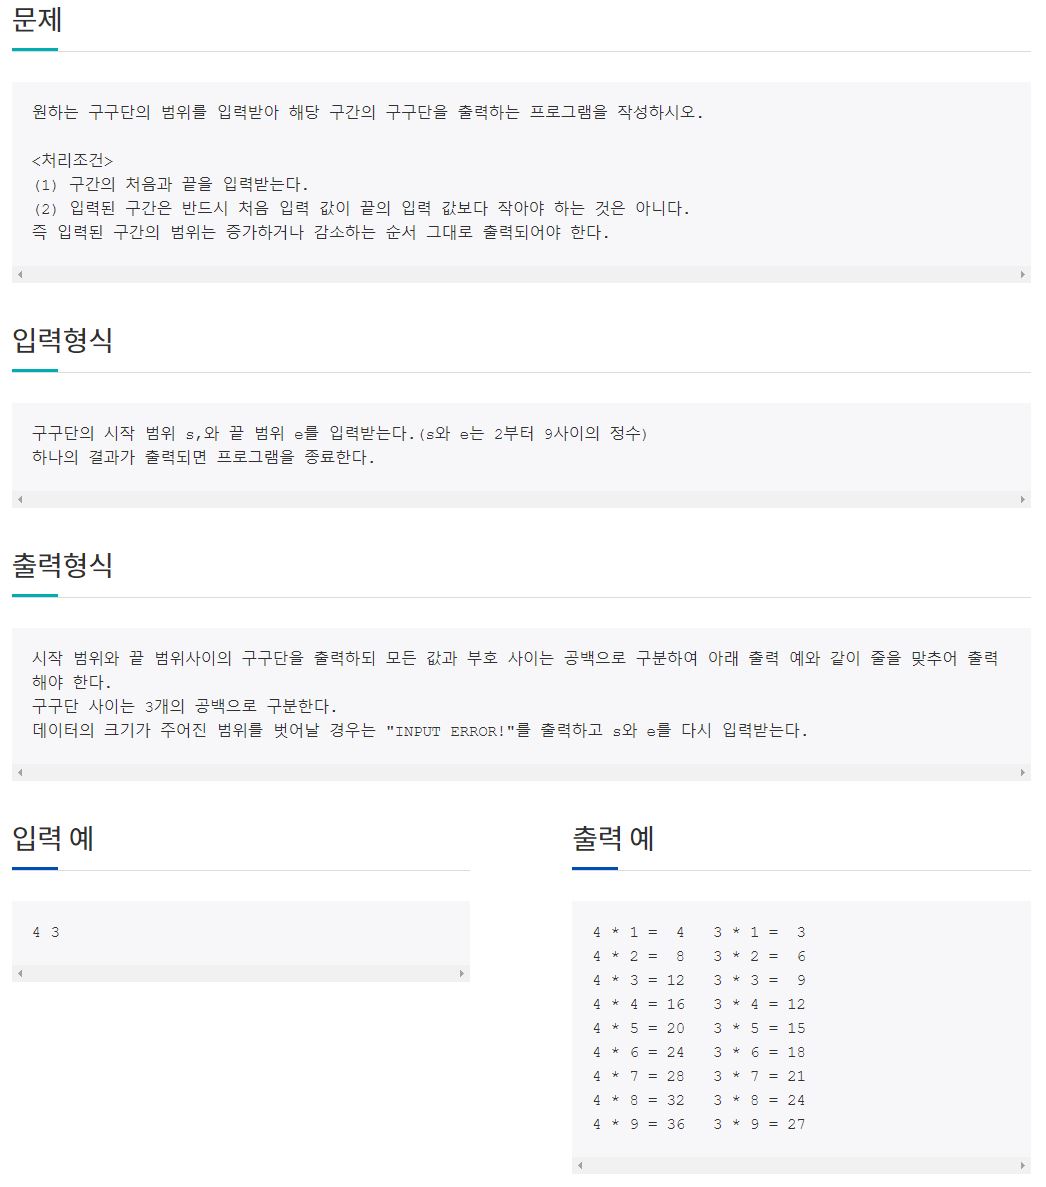 문제
원하는 구구단의 범위를 입력받아 해당 구간의 구구단을 출력하는 프로그램을 작성하시오.
<처리조건>
(1) 구간의 처음과 끝을 입력받는다.
(2) 입력된 구간은 반드시 처음 입력 값이 끝의 입력 값보다 작아야 하는 것은 아니다.
즉 입력된 구간의 범위는 증가하거나 감소하는 순서 그대로 출력되어야 한다.
입력형식
구구단의 시작 범위 s,와 끝 범위 e를 입력받는다.(s와 e는 2부터 9사이의 정수)
하나의 결과가 출력되면 프로그램을 종료한다.
출력형식
시작 범위와 끝 범위사이의 구구단을 출력하되 모든 값과 부호 사이는 공백으로 구분하여 아래 출력 예와 같이 줄을 맞추어 출력
해야 한다.
구구단 사이는 3개의 공백으로 구분한다.
데이터의 크기가 주어진 범위를 벗어날 경우는 "INPUT ERROR!"를 출력하고 s와 e를 다시 입력받는다.
입력 예
4 3
출력 예
4 * 1 =  4   3 * 1 =  3
4 * 2 =  8   3 * 2 =  6
4 * 3 = 12   3 * 3 =  9
4 * 4 = 16   3 * 4 = 12
4 * 5 = 20   3 * 5 = 15
4 * 6 = 24   3 * 6 = 18
4 * 7 = 28   3 * 7 = 21
4 * 8 = 32   3 * 8 = 24
4 * 9 = 36   3 * 9 = 27